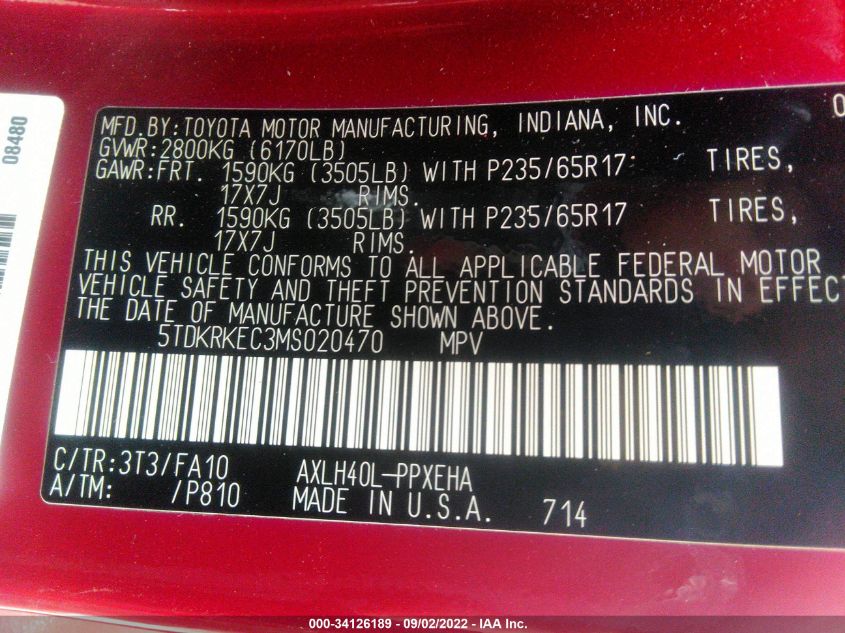 08480
0
MFD.BY:TOYOTA MOTOR MANUFACTURING, INDIANA, INC.
GVWR:2800KG (6170LB)
GAWR:FRT. 1590KG (3505LB) WITH P235/65R17 TIRES,
17X7J RIMS.
RR. 1590KG (3505LB) WITH P235/65R17 TIRES,
17X7J RIMS.
THIS VEHICLE CONFORMS TO ALL APPLICABLE FEDERAL MOTOR
VEHICLE SAFETY AND THEFT PREVENTION STANDARDS IN EFFECT
THE DATE OF MANUFACTURE SHOWN ABOVE.
5TDKRKEC3MS020470 MPV
C/TR:3T3/FA10 AXLH40L-PPXEHA
A/TM: /P810 MADE IN U.S.A. 714
000-34126189 - 09/02/2022 - IAA Inc.